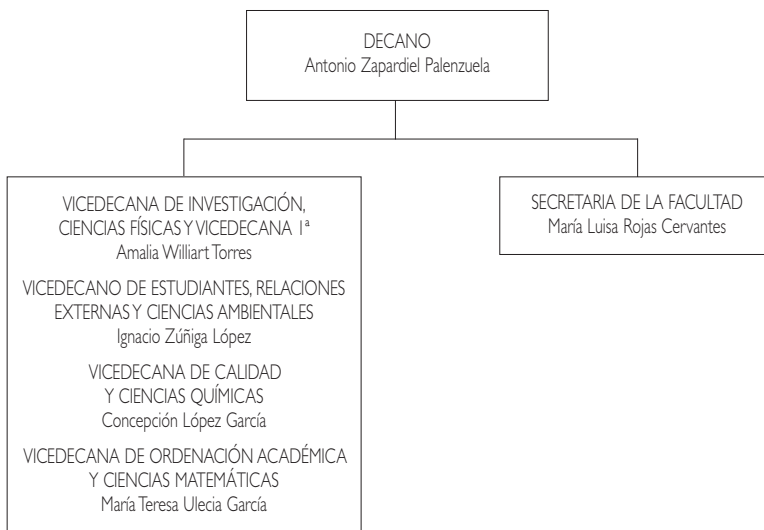 DECANO
Antonio Zapardiel Palenzuela
VICEDECANA DE INVESTIGACIÓN,
CIENCIAS FÍSICAS Y VICEDECANA 1ª
Amalia Williart Torres
VICEDECANO DE ESTUDIANTES, RELACIONES
EXTERNAS Y CIENCIAS AMBIENTALES
Ignacio Zúñiga López
VICEDECANA DE CALIDAD
Y CIENCIAS QUÍMICAS
Concepción López García
VICEDECANA DE ORDENACIÓN ACADÉMICA
Y CIENCIAS MATEMÁTICAS
María Teresa Ulecia García
SECRETARIA DE LA FACULTAD
María Luisa Rojas Cervantes